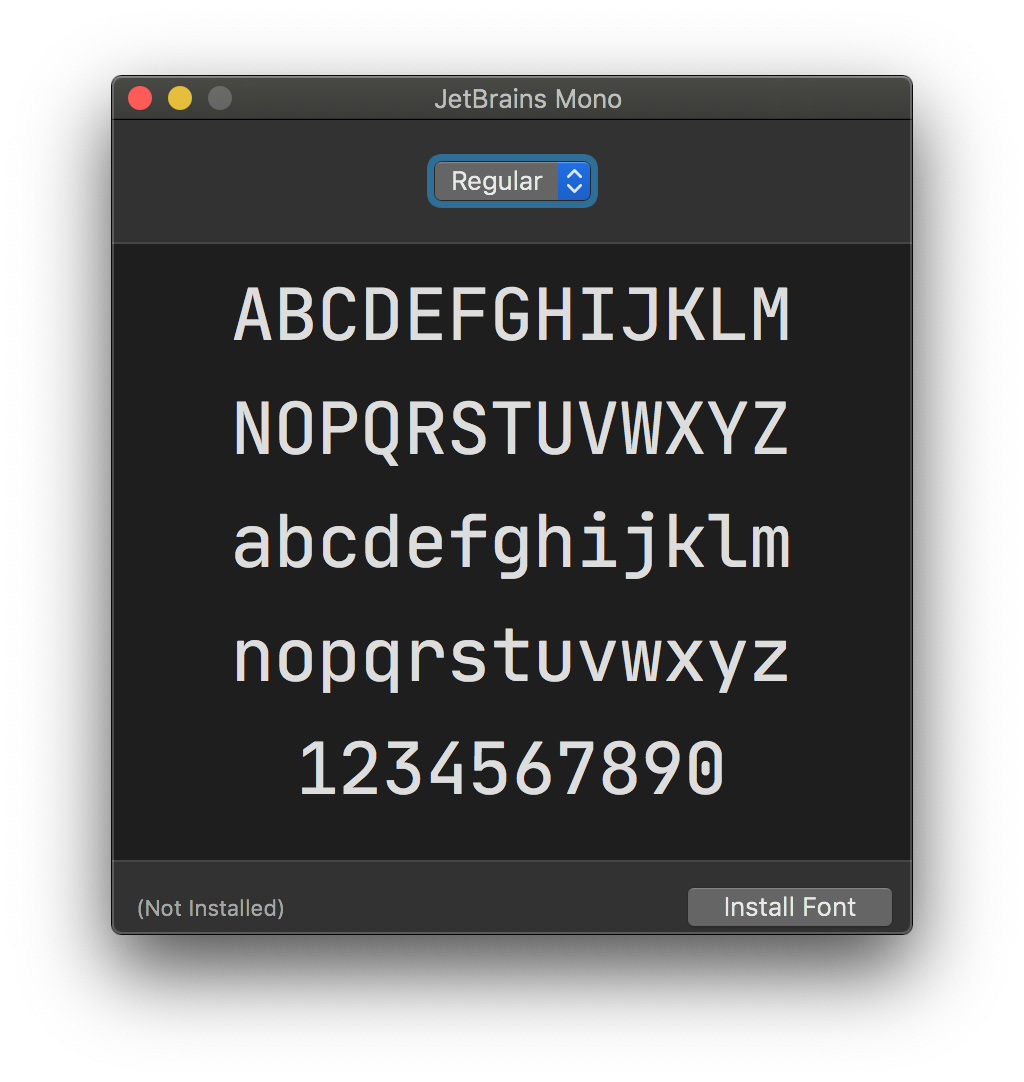 JetBrains Mono
Regular
ABCDEFGHIJKLM
NOPQRSTUVWXYZ
abcdefghijklm
nopqrstuvwxyz
1234567890
(Not Installed)
Install Font